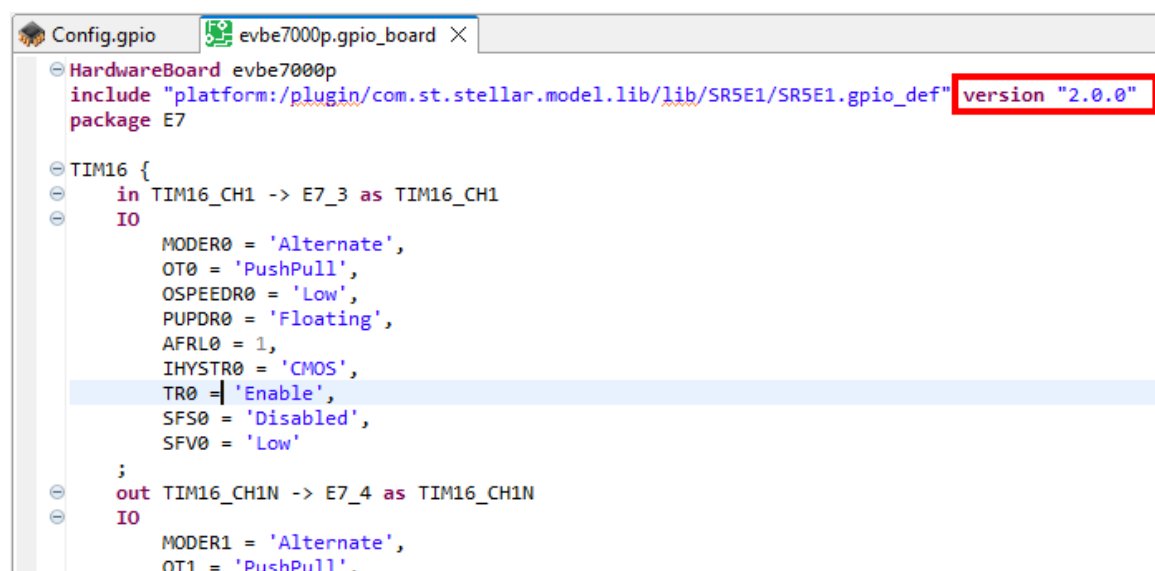 Config.gpio evbe7000p.gpio_board
HardwareBoard evbe7000p
include "platform:/plugin/com.st.stellar.model.lib/lib/SR5E1/SR5E1.gpio_def" version "2.0.0"
package E7
TIM16 {
in TIM16_CH1 -> E7_3 as TIM16_CH1
IO
MODER0 = 'Alternate',
OT0 = 'PushPull',
OSPEEDR0 = 'Low',
PUPDR0 = 'Floating',
AFRL0 = 1,
IHYSTR0 = 'CMOS',
TR0 = 'Enable',
SFS0 = 'Disabled',
SFV0 = 'Low'
;
out TIM16_CH1N -> E7_4 as TIM16_CH1N
IO
MODER1 = 'Alternate',
OT1 = 'PushPull',